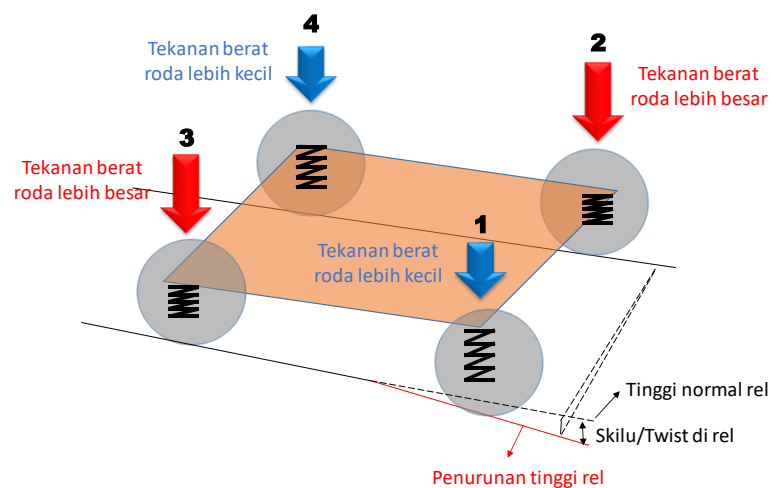 4
Tekanan berat
roda lebih kecil
2
Tekanan berat
roda lebih besar
3
Tekanan berat
roda lebih besar
1
Tekanan berat
roda lebih kecil
Tinggi normal rel
Skilu/Twist di rel
Penurunan tinggi rel